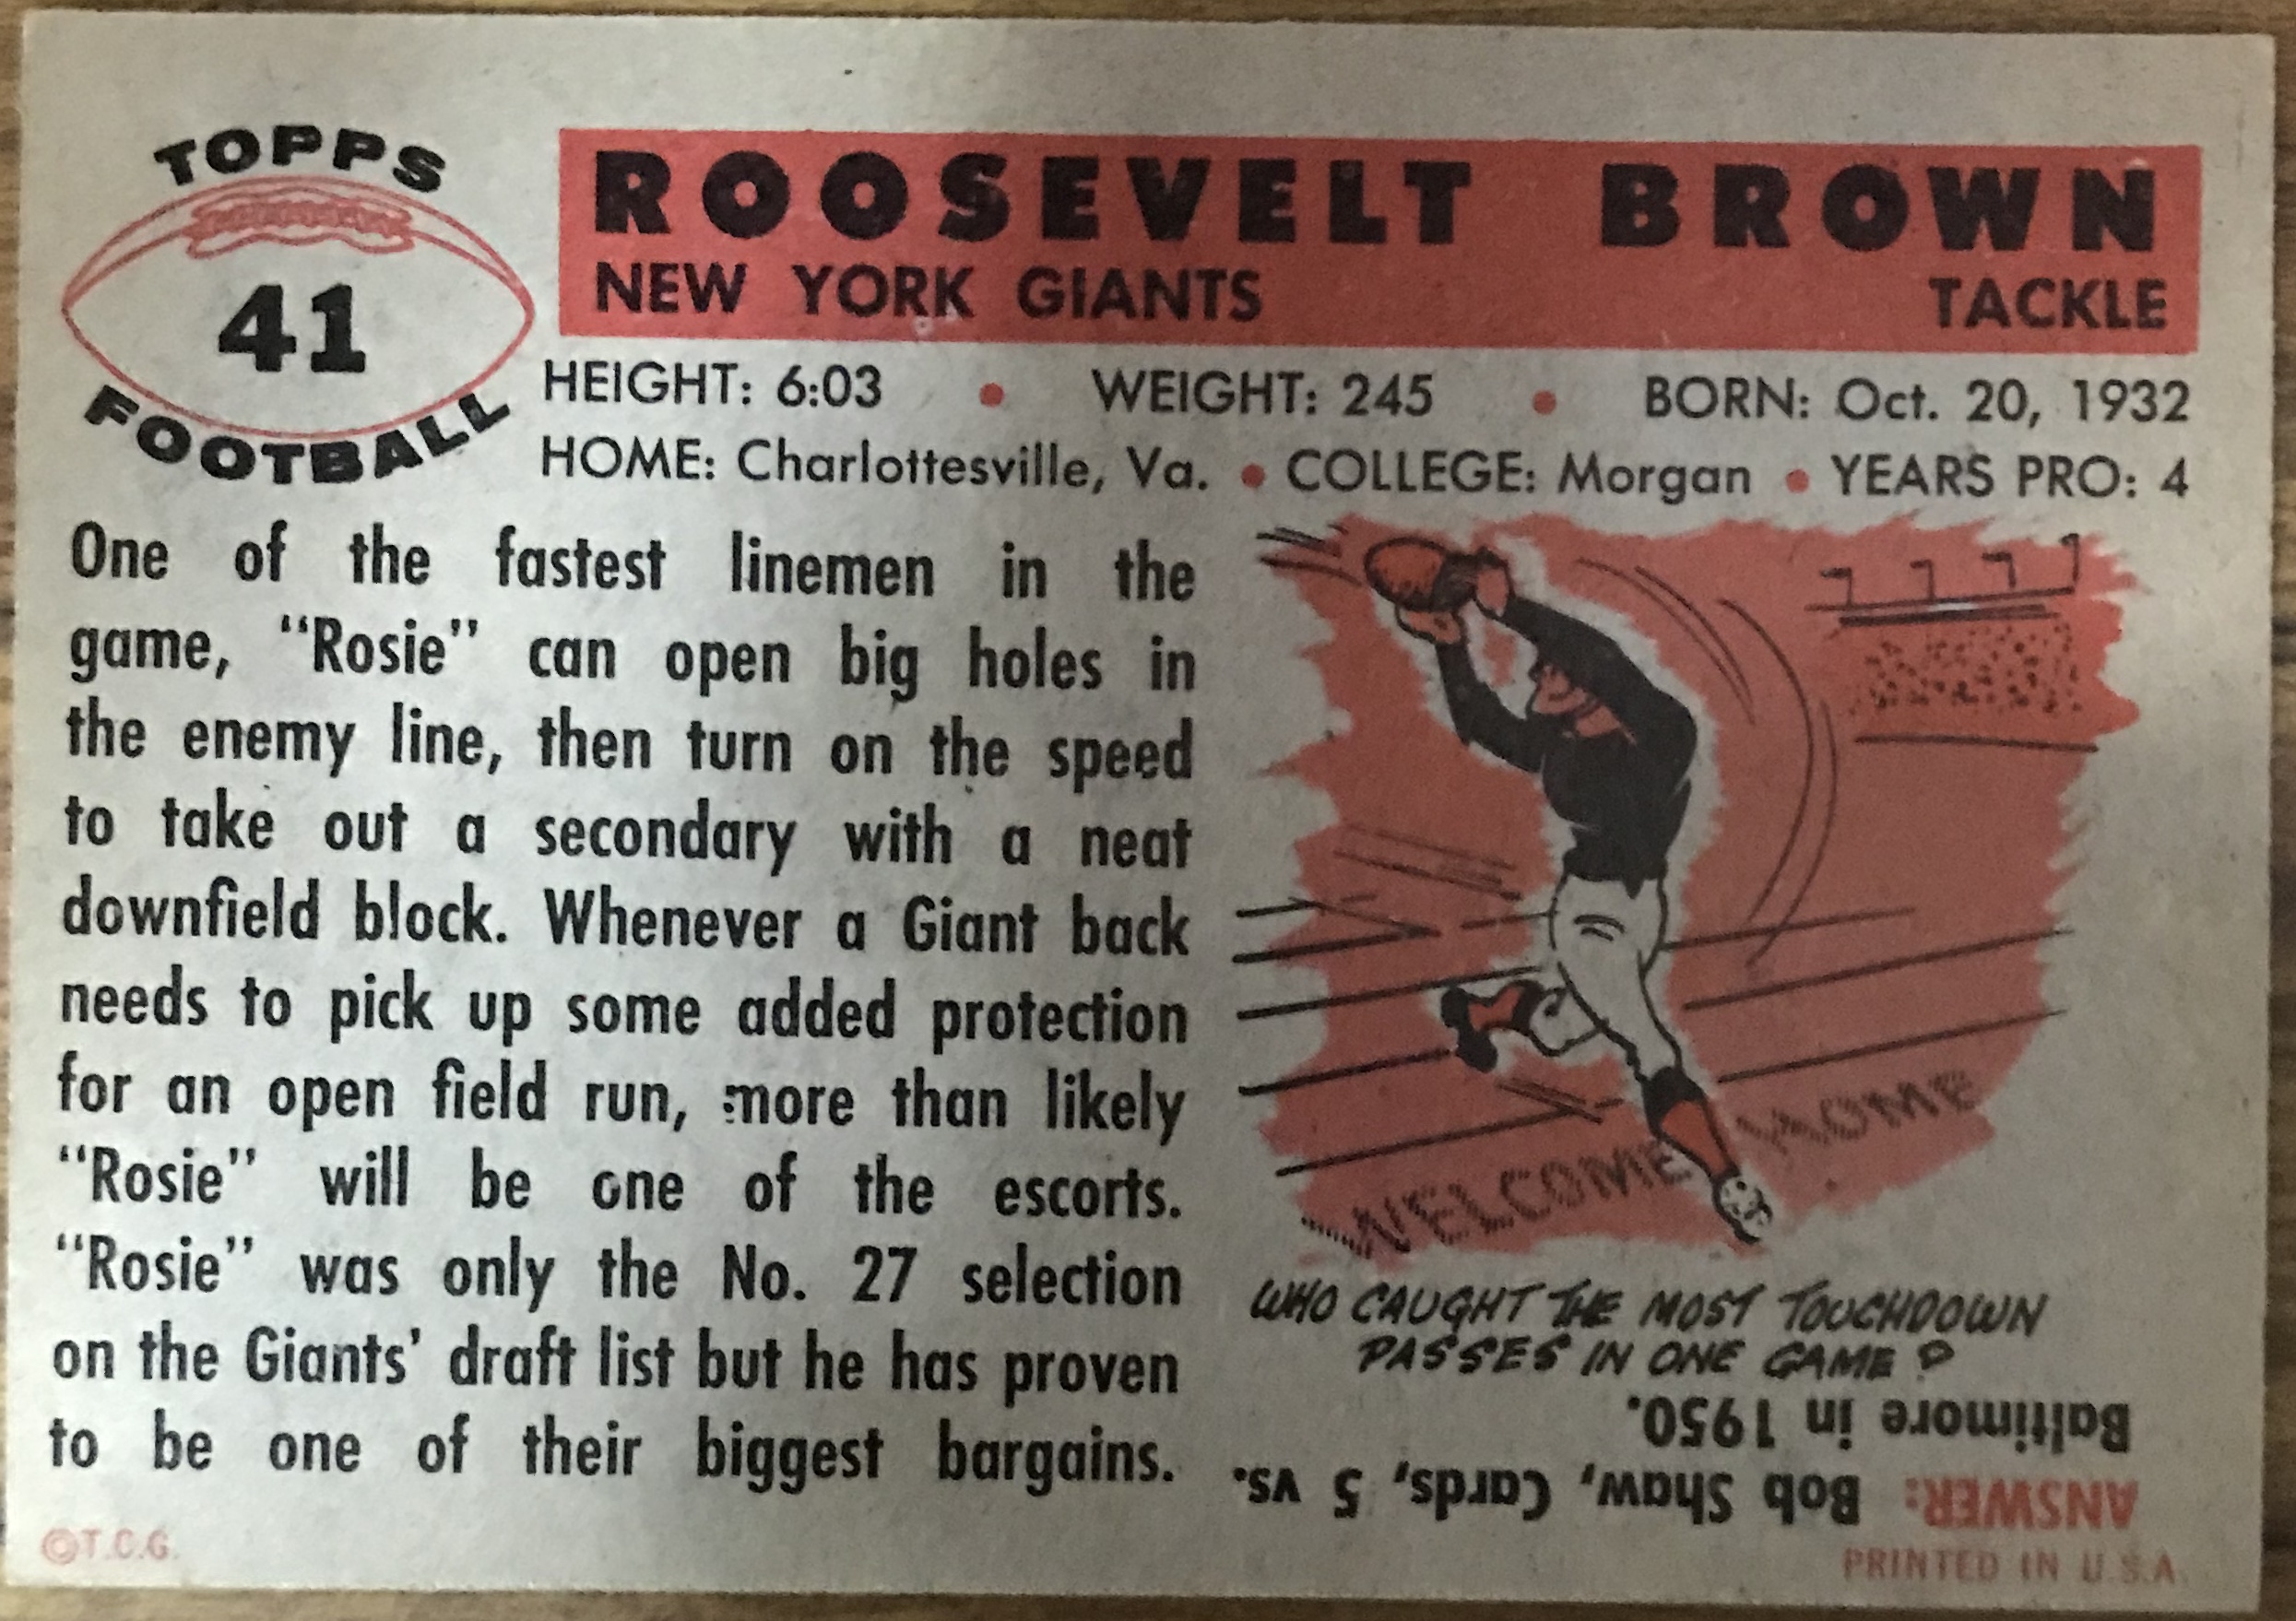 TOPPS
41
FOOTBALL
ROOSEVELT BROWN
NEW YORK GIANTS TACKLE
HEIGHT: 6:03 • WEIGHT: 245 • BORN: Oct. 20, 1932
HOME: Charlottesville, Va. • COLLEGE: Morgan • YEARS PRO: 4
One of the fastest linemen in the
game, "Rosie" can open big holes in
the enemy line, then turn on the speed
to take out a secondary with a neat
downfield block. Whenever a Giant back
needs to pick up some added protection
for an open field run, more than likely
"Rosie" will be one of the escorts.
"Rosie" was only the No. 27 selection
on the Giants' draft list but he has proven
to be one of their biggest bargains.
WELCOME HOME
WHO CAUGHT THE MOST TOUCHDOWN
PASSES IN ONE GAME?
ANSWER: Bob Shaw, Cards, 5 vs.
Baltimore in 1950.
©T.C.G.
PRINTED IN U.S.A.